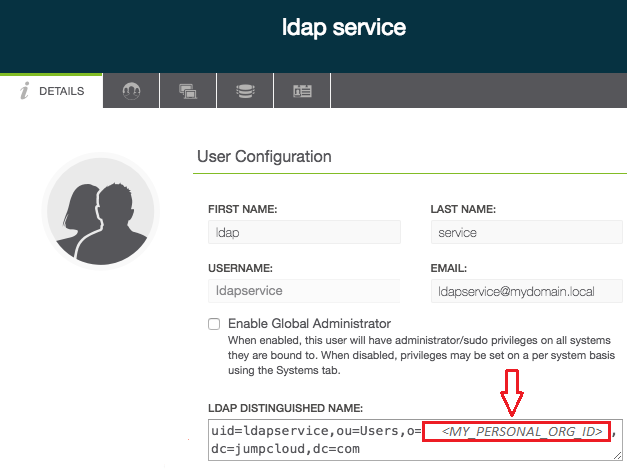 ldap service
DETAILS
User Configuration
FIRST NAME:
LAST NAME:
ldap
service
USERNAME:
EMAIL:
ldapservice
ldapservice@mydomain.local
Enable Global Administrator
When enabled, this user will have administrator/sudo privileges on all systems
they are bound to. When disabled, privileges may be set on a per system basis
using the Systems tab.
LDAP DISTINGUISHED NAME:
uid=ldapservice,ou=Users,o= <MY_PERSONAL_ORG_ID> ,
dc=jumpcloud,dc=com